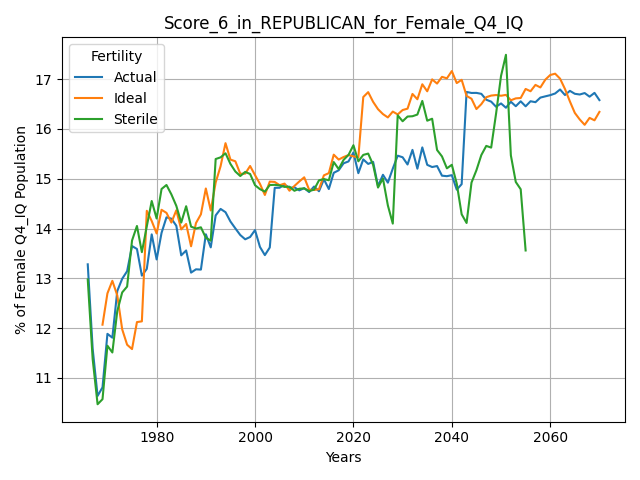 Score_6_in_REPUBLICAN_for_Female_Q4_IQ
Fertility
Actual
Ideal
Sterile
% of Female Q4_IQ Population
17
16
15
14
13
12
11
1980
2000
2020
2040
2060
Years